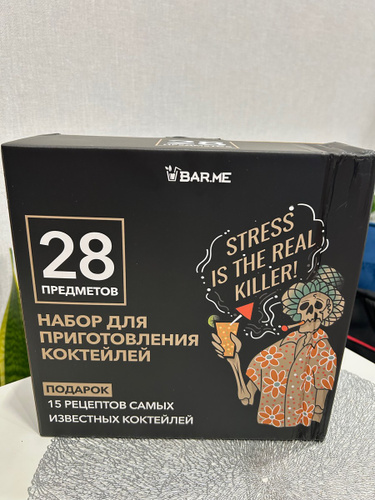 28
BAR.ME
28
ПРЕДМЕТОВ
STRESS
IS THE REAL
KILLER!
НАБОР ДЛЯ
ПРИГОТОВЛЕНИЯ
КОКТЕЙЛЕЙ
ПОДАРОК
15 РЕЦЕПТОВ САМЫХ
ИЗВЕСТНЫХ КОКТЕЙЛЕЙ